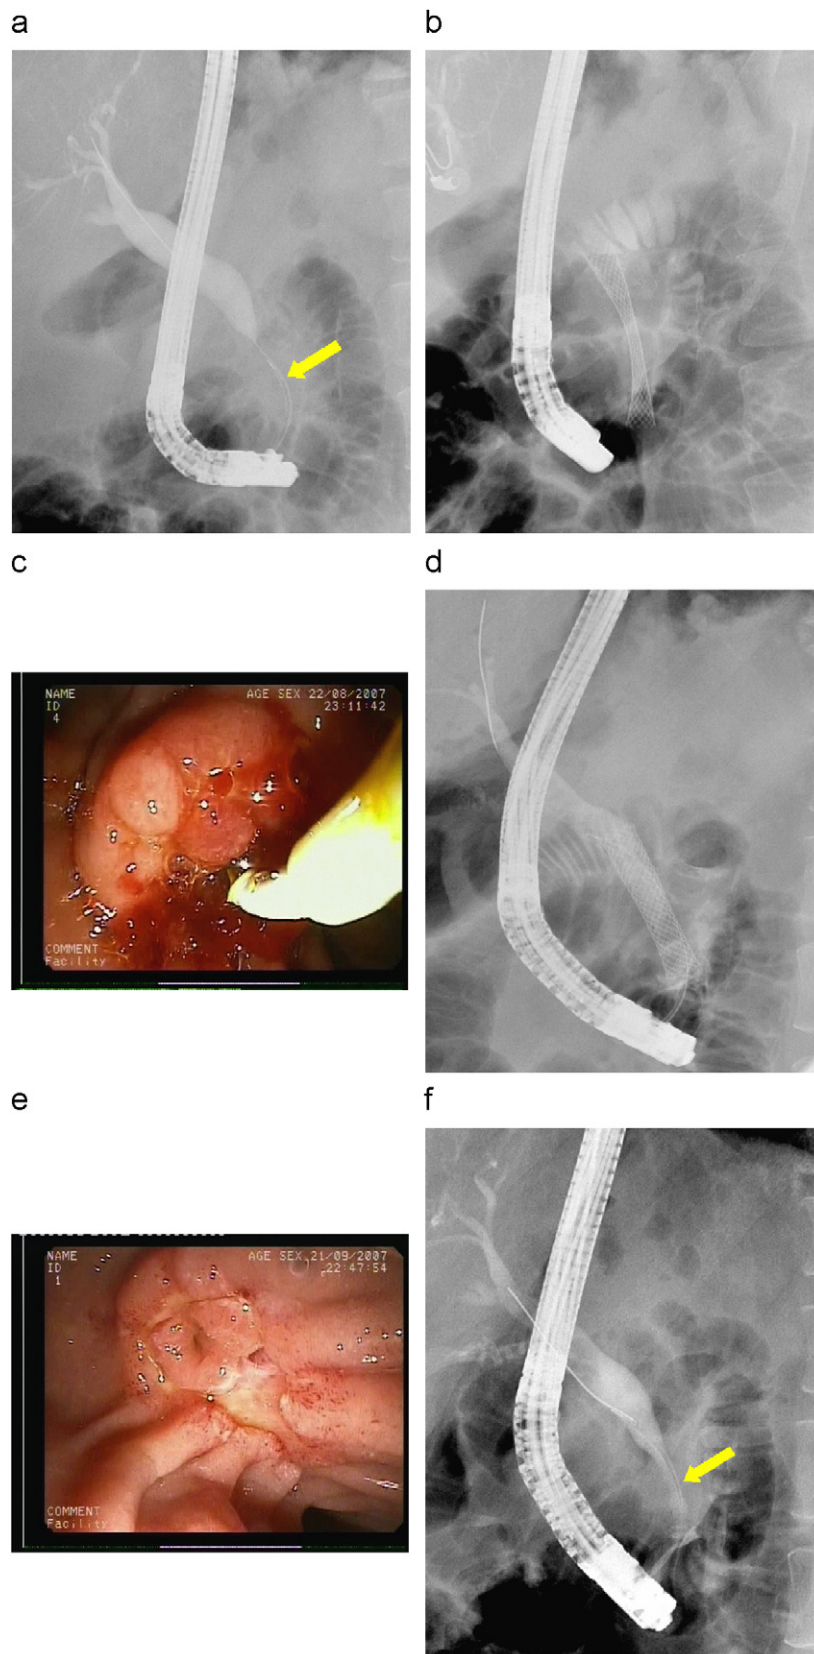 a
b
c
NAME
AGE SEX 22/08/2007
ID
23:11:42
4
COMMENT
Facility
d
e
NAME
AGE SEX 21/09/2007
ID
22:47:54
1
COMMENT
Facility
f